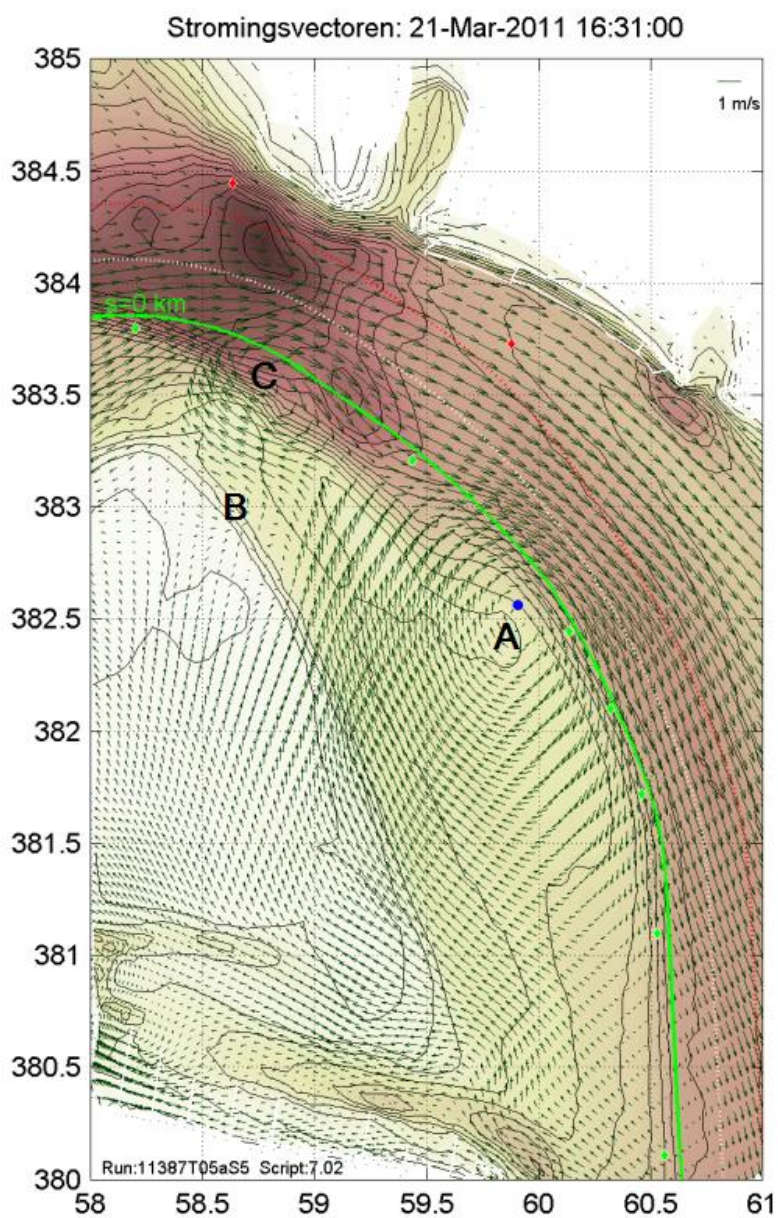 Stromingsvectoren: 21-Mar-2011 16:31:00
385
1 m/s
384.5
384
s=0 km
383.5
C
383
B
382.5
A
382
381.5
381
380.5
380
Run:11387T05aS5 Script:7.02
58 58.5 59 59.5 60 60.5 61